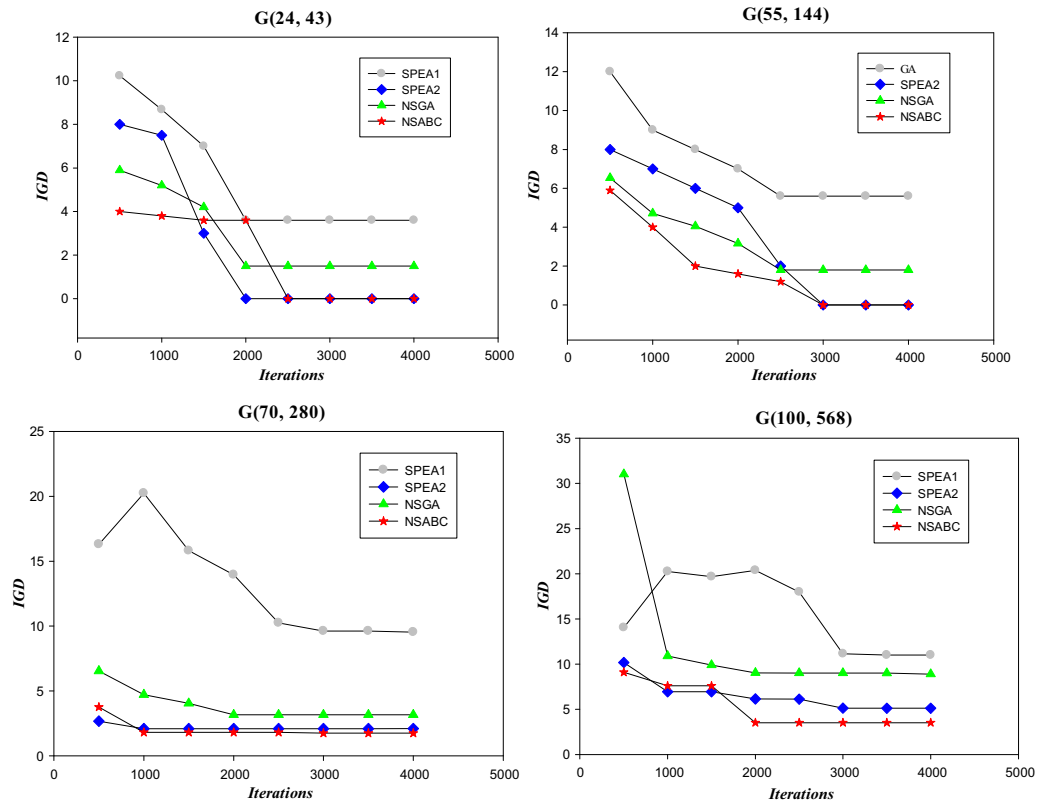 G(24, 43)
12
10
8
6
4
2
0
IGD
SPEA1
SPEA2
NSGA
NSABC
0 1000 2000 3000 4000 5000
Iterations
G(55, 144)
14
12
10
8
6
4
2
0
IGD
GA
SPEA2
NSGA
NSABC
0 1000 2000 3000 4000 5000
Iterations
G(70, 280)
25
20
15
10
5
0
IGD
SPEA1
SPEA2
NSGA
NSABC
0 1000 2000 3000 4000 5000
Iterations
G(100, 568)
35
30
25
20
15
10
5
0
IGD
SPEA1
SPEA2
NSGA
NSABC
0 1000 2000 3000 4000 5000
Iterations